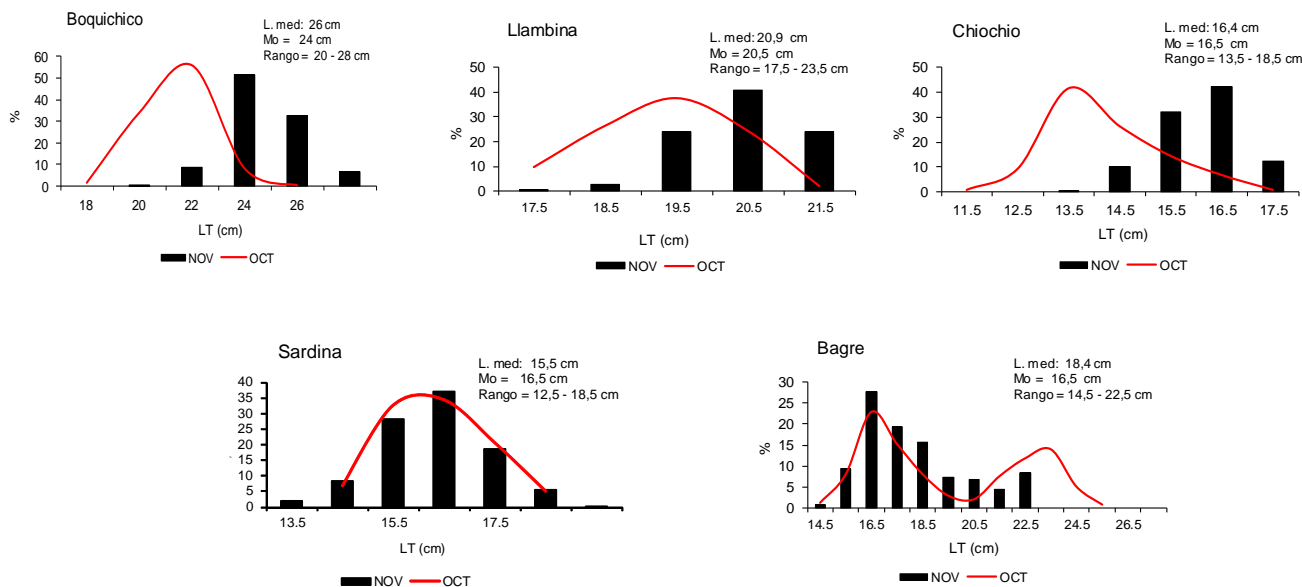 Boquichico
L. med: 26 cm
Mo = 24 cm
Rango = 20 - 28 cm
60
50
40
30
20
10
0
%
18 20 22 24 26
LT (cm)
NOV OCT
Llambina
L. med: 20,9 cm
Mo = 20,5 cm
Rango = 17,5 - 23,5 cm
50
40
30
20
10
0
%
17.5 18.5 19.5 20.5 21.5
LT (cm)
NOV OCT
Chiochio
L. med: 16,4 cm
Mo = 16,5 cm
Rango = 13,5 - 18,5 cm
50
40
30
20
10
0
%
11.5 12.5 13.5 14.5 15.5 16.5 17.5
LT (cm)
NOV OCT
Sardina
L. med: 15,5 cm
Mo = 16,5 cm
Rango = 12,5 - 18,5 cm
40
35
30
25
20
15
10
5
0
13.5 15.5 17.5
LT (cm)
NOV OCT
Bagre
L. med: 18,4 cm
Mo = 16,5 cm
Rango = 14,5 - 22,5 cm
30
25
20
15
10
5
0
%
14.5 16.5 18.5 20.5 22.5 24.5 26.5
LT (cm)
NOV OCT